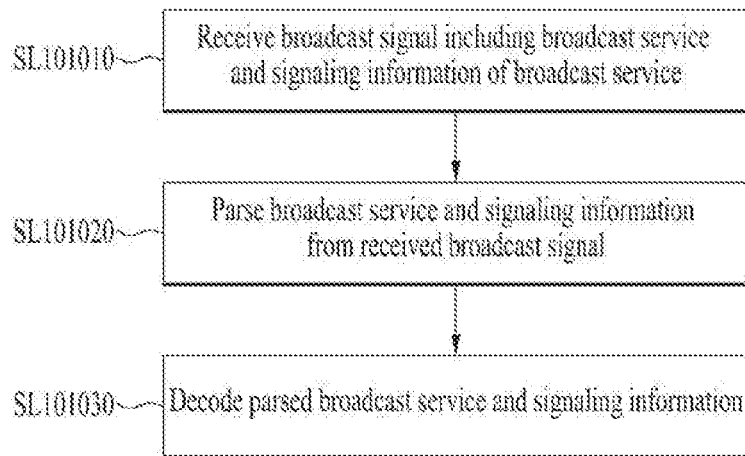 SL101010
Receive broadcast signal including broadcast service
and signaling information of broadcast service
SL101020
Parse broadcast service and signaling information
from received broadcast signal
SL101030
Decode parsed broadcast service and signaling information